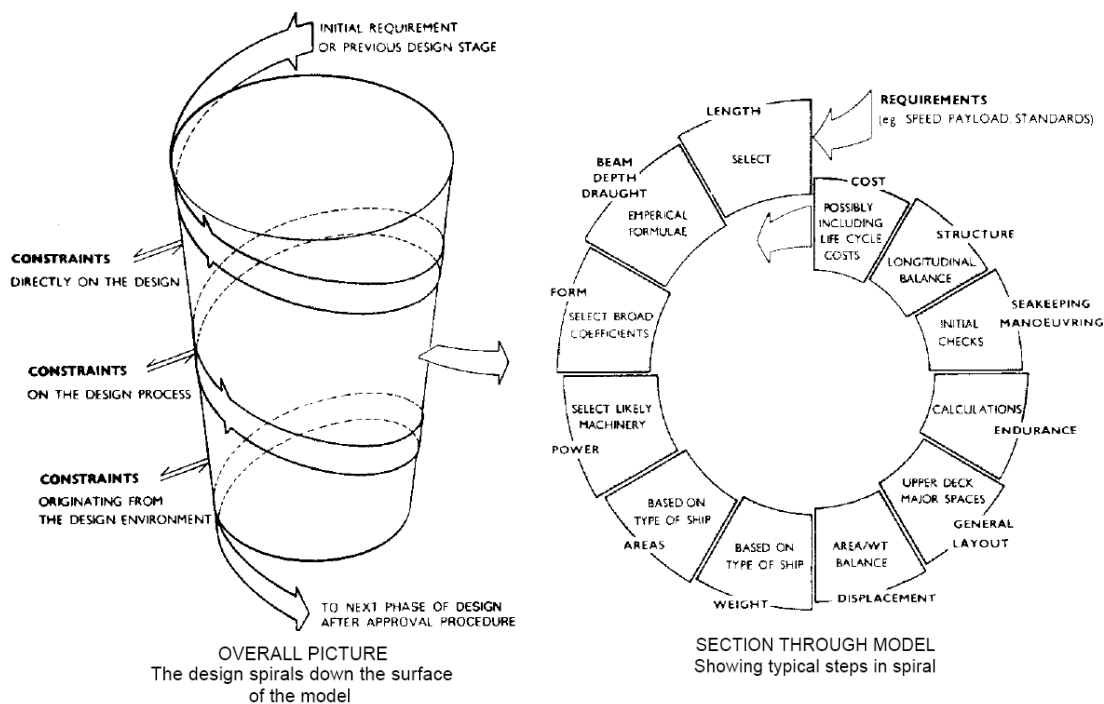 INITIAL REQUIREMENT
OR PREVIOUS DESIGN STAGE
CONSTRAINTS
DIRECTLY ON THE DESIGN
CONSTRAINTS
ON THE DESIGN PROCESS
CONSTRAINTS
ORIGINATING FROM
THE DESIGN ENVIRONMENT
TO NEXT PHASE OF DESIGN
AFTER APPROVAL PROCEDURE
OVERALL PICTURE
The design spirals down the surface
of the model
REQUIREMENTS
(eg. SPEED PAYLOAD. STANDARDS)
LENGTH
SELECT
BEAM
DEPTH
DRAUGHT
EMPERICAL
FORMULAE
FORM
SELECT BROAD
COEFFICIENTS
SELECT LIKELY
MACHINERY
POWER
BASED ON
TYPE OF SHIP
AREAS
BASED ON
TYPE OF SHIP
WEIGHT
AREA/WT
BALANCE
DISPLACEMENT
UPPER DECK
MAJOR SPACES
GENERAL
LAYOUT
CALCULATIONS
ENDURANCE
INITIAL
CHECKS
SEAKEEPING
MANOEUVRING
STRUCTURE
LONGITUDINAL
BALANCE
COST
POSSIBLY
INCLUDING
LIFE CYCLE
COSTS
SECTION THROUGH MODEL
Showing typical steps in spiral